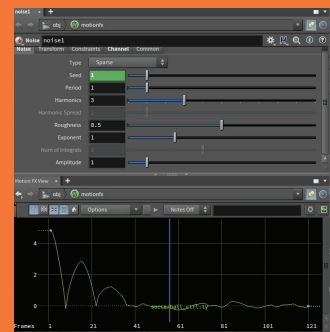 noise1
obj motionfx
Noise noise1
Noise Transform Constraints Channel Common
Type Sparse
Seed 1
Period 1
Harmonics 3
Harmonic Spread
Roughness 0.5
Exponent 1
Num of Integrals
Amplitude 1
Motion FX View
obj motionfx
Options Notes Off
4
2
0
soccerball_ctrl:ty
Frames 1 21 41 61 81 101 121